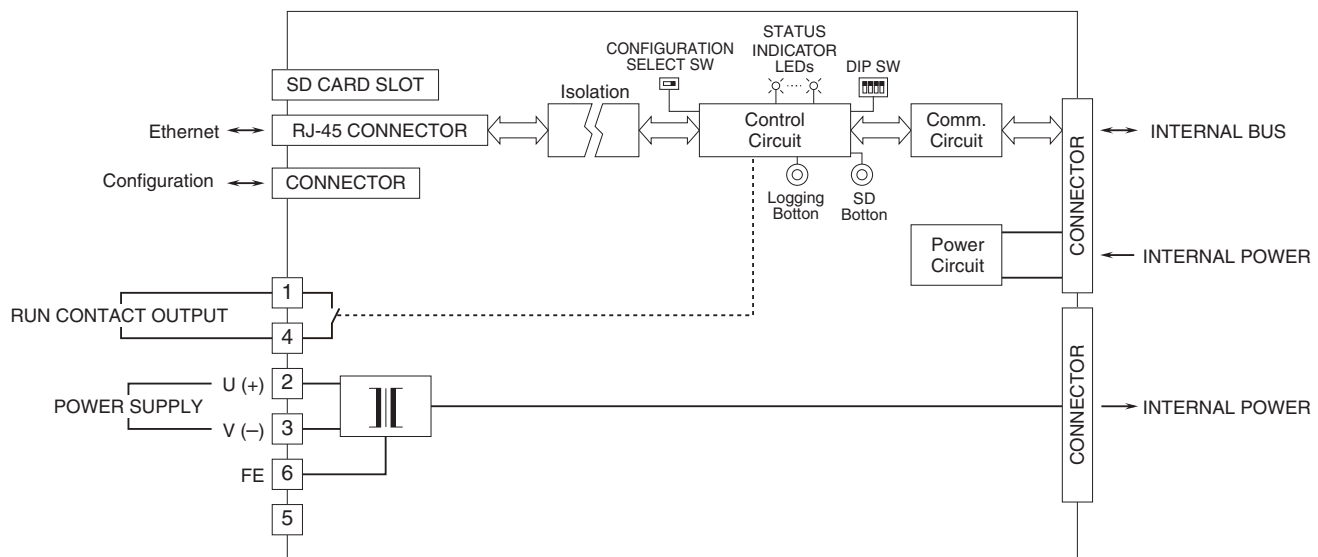 CONFIGURATION
SELECT SW
STATUS
INDICATOR
LEDs
DIP SW
SD CARD SLOT
Isolation
Ethernet
RJ-45 CONNECTOR
Control
Circuit
Comm.
Circuit
CONNECTOR
INTERNAL BUS
Configuration
CONNECTOR
Logging
Botton
SD
Botton
Power
Circuit
INTERNAL POWER
1
RUN CONTACT OUTPUT
4
U (+)
2
POWER SUPPLY
V (–)
3
CONNECTOR
INTERNAL POWER
FE
6
5